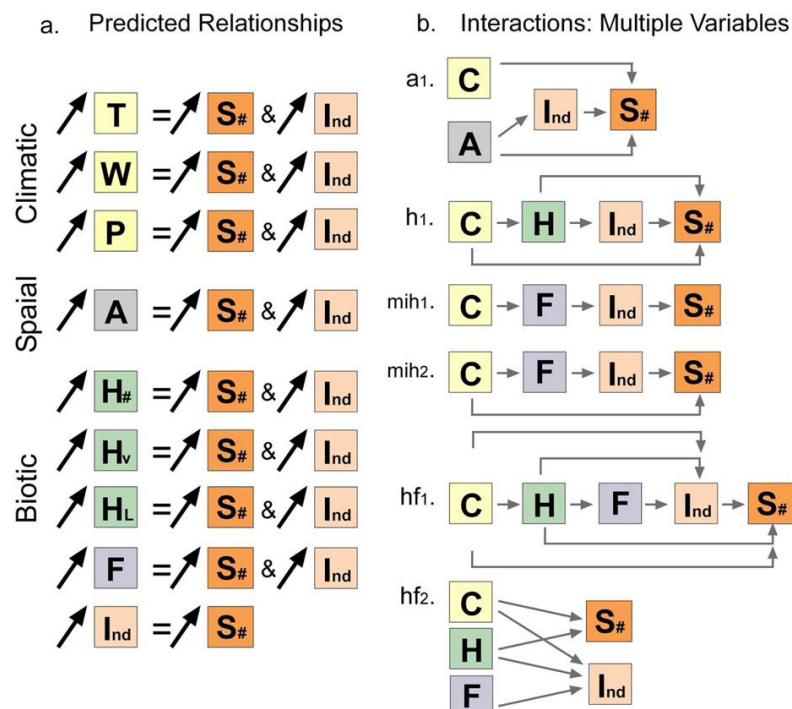 a. Predicted Relationships
Climatic
T = S# & Ind
W = S# & Ind
P = S# & Ind
Spaial
A = S# & Ind
Biotic
H# = S# & Ind
Hv = S# & Ind
HL = S# & Ind
F = S# & Ind
Ind = S#
b. Interactions: Multiple Variables
a1.
C
Ind S#
A
h1.
C H Ind S#
mih1.
C F Ind S#
mih2.
C F Ind S#
hf1.
C H F Ind S#
hf2.
C
S#
H
Ind
F